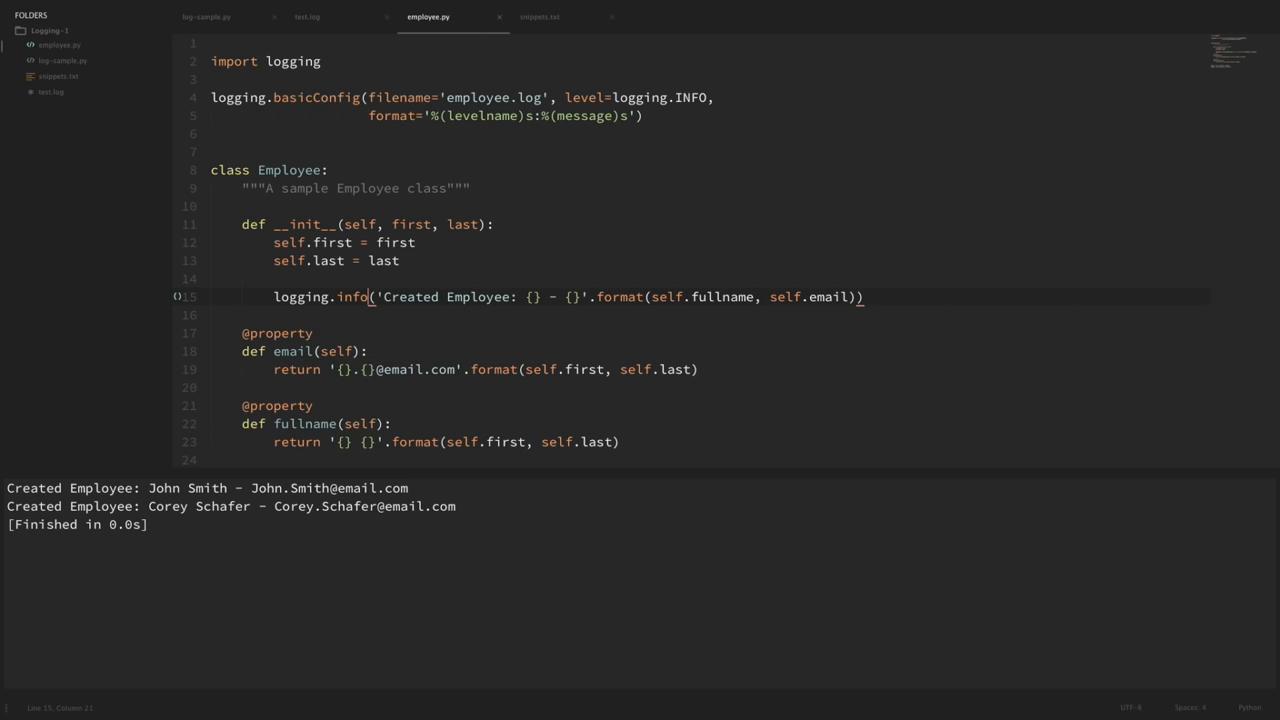 FOLDERS
Logging-1
employee.py
log-sample.py
snippets.txt
test.log
log-sample.py × test.log × employee.py × snippets.txt ×
1
2 import logging
3
4 logging.basicConfig(filename='employee.log', level=logging.INFO,
5 format='%(levelname)s:%(message)s')
6
7
8 class Employee:
9 """A sample Employee class"""
10
11 def __init__(self, first, last):
12 self.first = first
13 self.last = last
14
15 logging.info('Created Employee: {} - {}'.format(self.fullname, self.email))
16
17 @property
18 def email(self):
19 return '{}.{}@email.com'.format(self.first, self.last)
20
21 @property
22 def fullname(self):
23 return '{} {}'.format(self.first, self.last)
24
Created Employee: John Smith - John.Smith@email.com
Created Employee: Corey Schafer - Corey.Schafer@email.com
[Finished in 0.0s]
Line 15, Column 21 UTF-8 Spaces: 4 Python